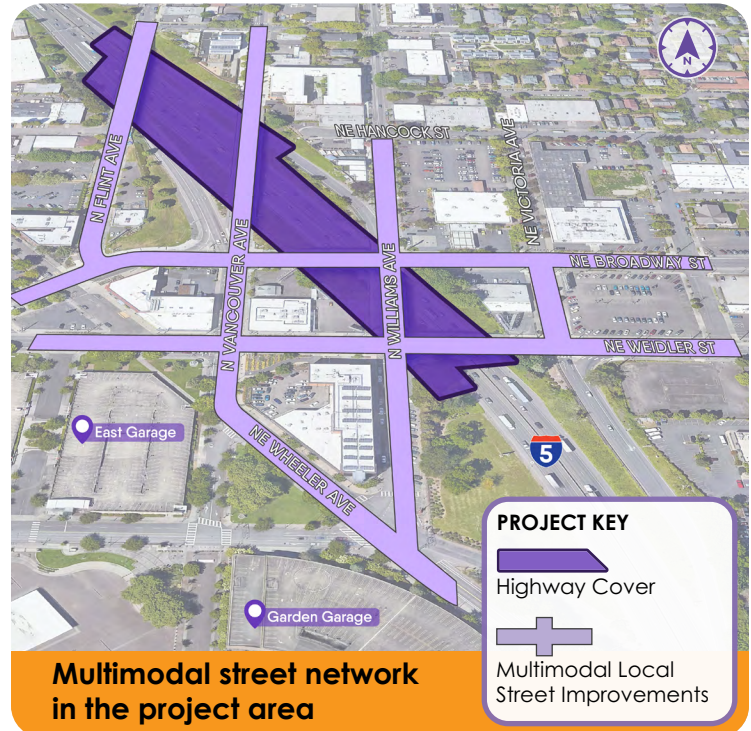 N
N FLINT AVE
NE HANCOCK ST
NE VICTORIA AVE
N VANCOUVER AVE
N WILLIAMS AVE
NE BROADWAY ST
NE WEIDLER ST
East Garage
NE WHEELER AVE
5
Garden Garage
PROJECT KEY
Highway Cover
Multimodal Local
Street Improvements
Multimodal street network
in the project area